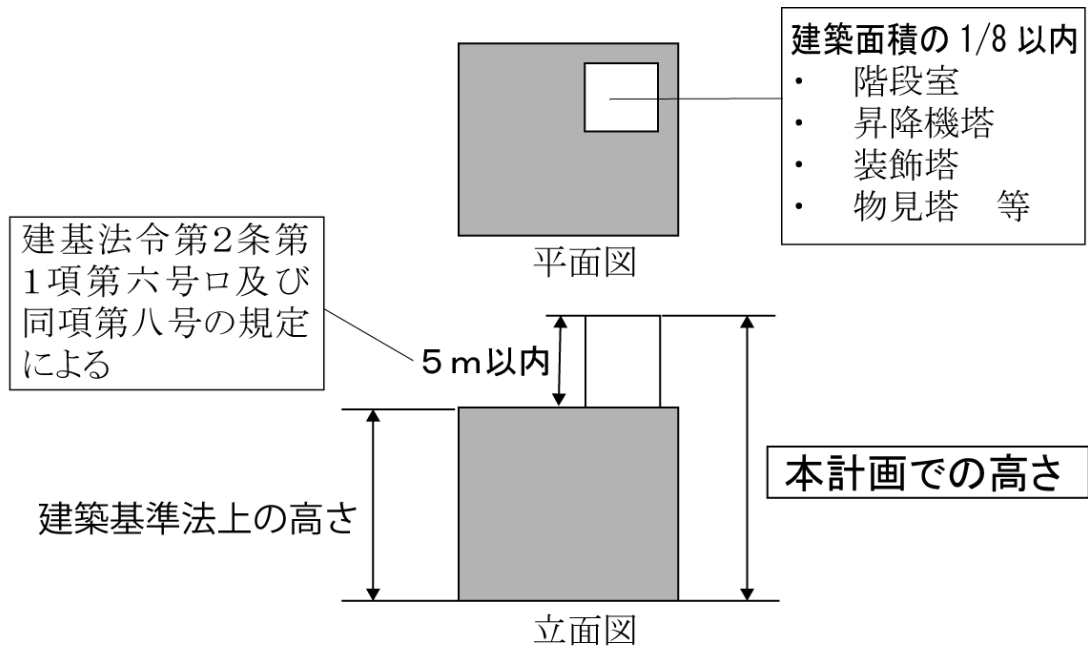 建築面積の 1/8 以内
・ 階段室
・ 昇降機塔
・ 装飾塔
・ 物見塔 等
平面図
建基法令第2条第
1項第六号ロ及び
同項第八号の規定
による
5m以内
本計画での高さ
建築基準法上の高さ
立面図